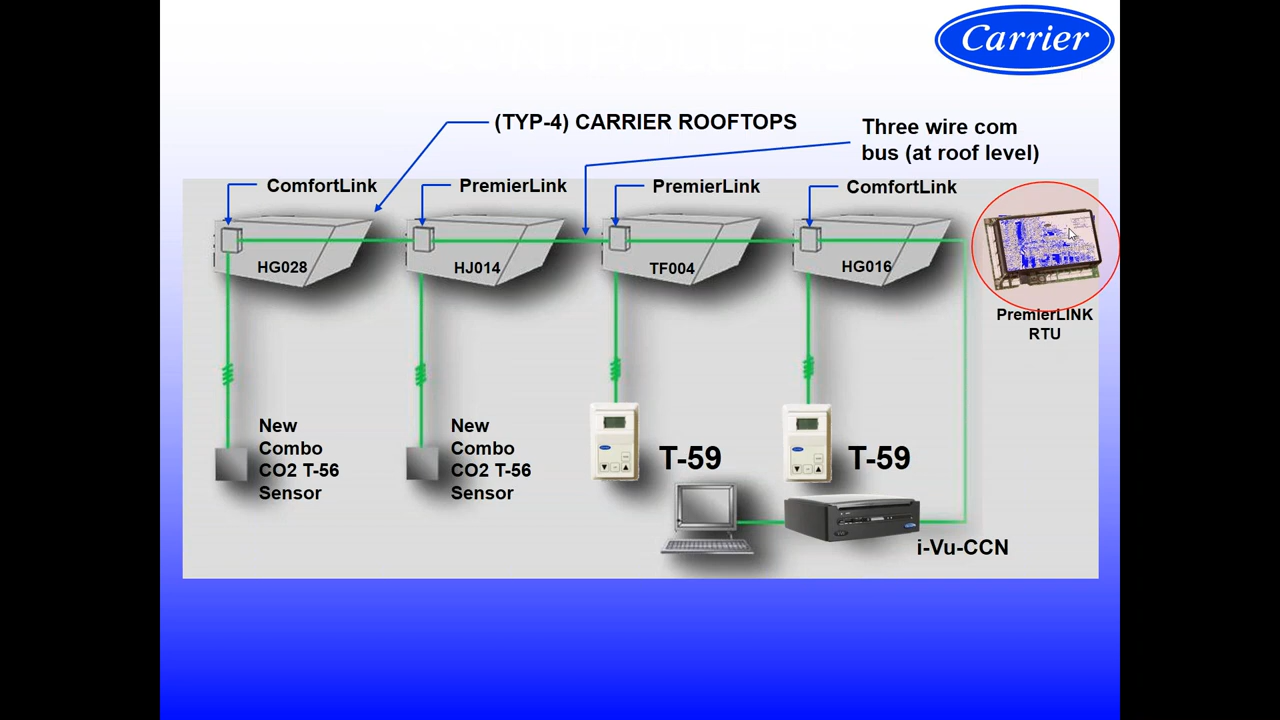 Carrier
(TYP-4) CARRIER ROOFTOPS
Three wire com
bus (at roof level)
ComfortLink
PremierLink
PremierLink
ComfortLink
HG028
HJ014
TF004
HG016
PremierLINK
RTU
New
Combo
CO2 T-56
Sensor
New
Combo
CO2 T-56
Sensor
T-59
T-59
i-Vu-CCN